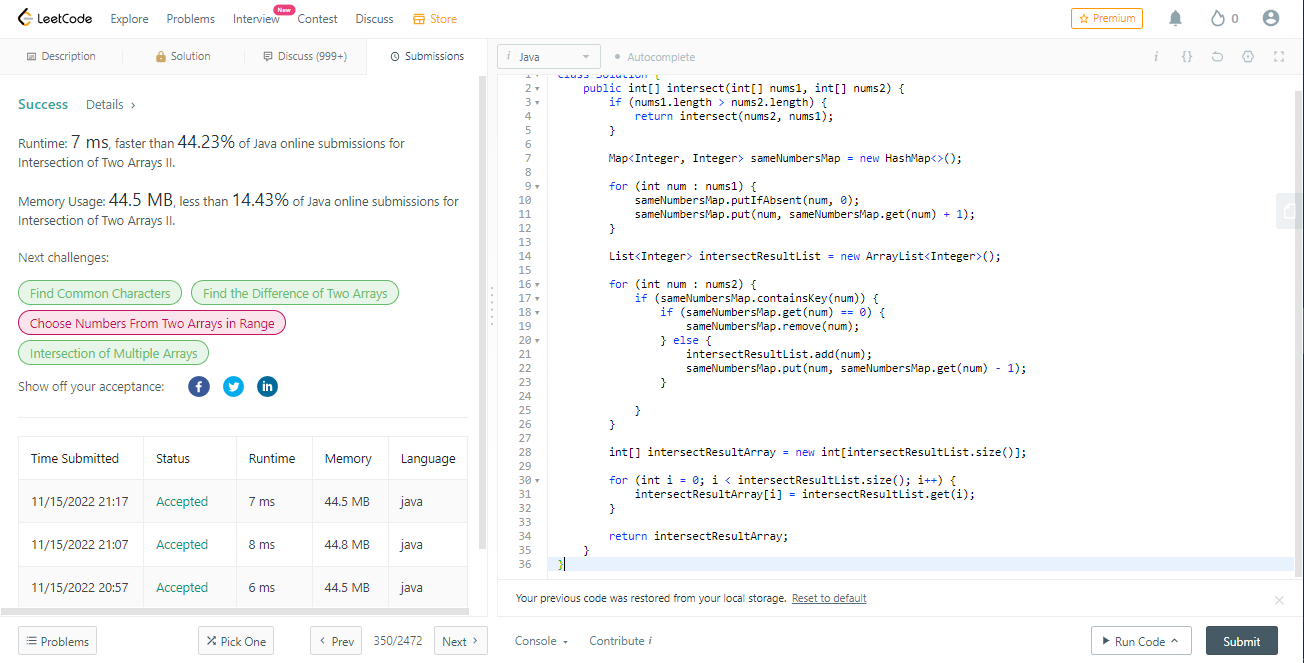 LeetCode Explore Problems Interview New Contest Discuss Store Premium 0
Description Solution Discuss (999+) Submissions
Success Details
Runtime: 7 ms, faster than 44.23% of Java online submissions for
Intersection of Two Arrays II.
Memory Usage: 44.5 MB, less than 14.43% of Java online submissions for
Intersection of Two Arrays II.
Next challenges:
Find Common Characters Find the Difference of Two Arrays
Choose Numbers From Two Arrays in Range
Intersection of Multiple Arrays
Show off your acceptance:
Time Submitted Status Runtime Memory Language
11/15/2022 21:17 Accepted 7 ms 44.5 MB java
11/15/2022 21:07 Accepted 8 ms 44.8 MB java
11/15/2022 20:57 Accepted 6 ms 44.5 MB java
Problems Pick One < Prev 350/2472 Next >
i Java Autocomplete i {}
1 class Solution {
2 public int[] intersect(int[] nums1, int[] nums2) {
3 if (nums1.length > nums2.length) {
4 return intersect(nums2, nums1);
5 }
6
7 Map<Integer, Integer> sameNumbersMap = new HashMap<>();
8
9 for (int num : nums1) {
10 sameNumbersMap.putIfAbsent(num, 0);
11 sameNumbersMap.put(num, sameNumbersMap.get(num) + 1);
12 }
13
14 List<Integer> intersectResultList = new ArrayList<Integer>();
15
16 for (int num : nums2) {
17 if (sameNumbersMap.containsKey(num)) {
18 if (sameNumbersMap.get(num) == 0) {
19 sameNumbersMap.remove(num);
20 } else {
21 intersectResultList.add(num);
22 sameNumbersMap.put(num, sameNumbersMap.get(num) - 1);
23 }
24
25 }
26 }
27
28 int[] intersectResultArray = new int[intersectResultList.size()];
29
30 for (int i = 0; i < intersectResultList.size(); i++) {
31 intersectResultArray[i] = intersectResultList.get(i);
32 }
33
34 return intersectResultArray;
35 }
36 }
Your previous code was restored from your local storage. Reset to default
Console Contribute i Run Code Submit